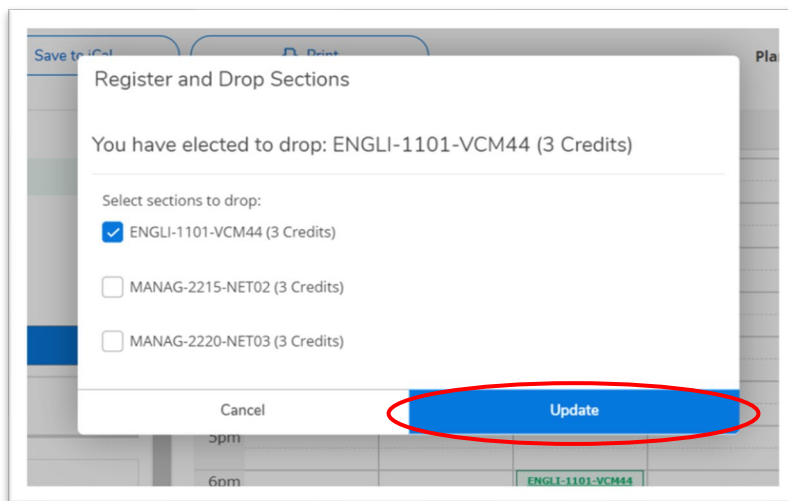 Save to iCal
Print
Pla
Register and Drop Sections
You have elected to drop: ENGLI-1101-VCM44 (3 Credits)
Select sections to drop:
ENGLI-1101-VCM44 (3 Credits)
MANAG-2215-NET02 (3 Credits)
MANAG-2220-NET03 (3 Credits)
Cancel
Update
5pm
6pm
ENGLI-1101-VCM44